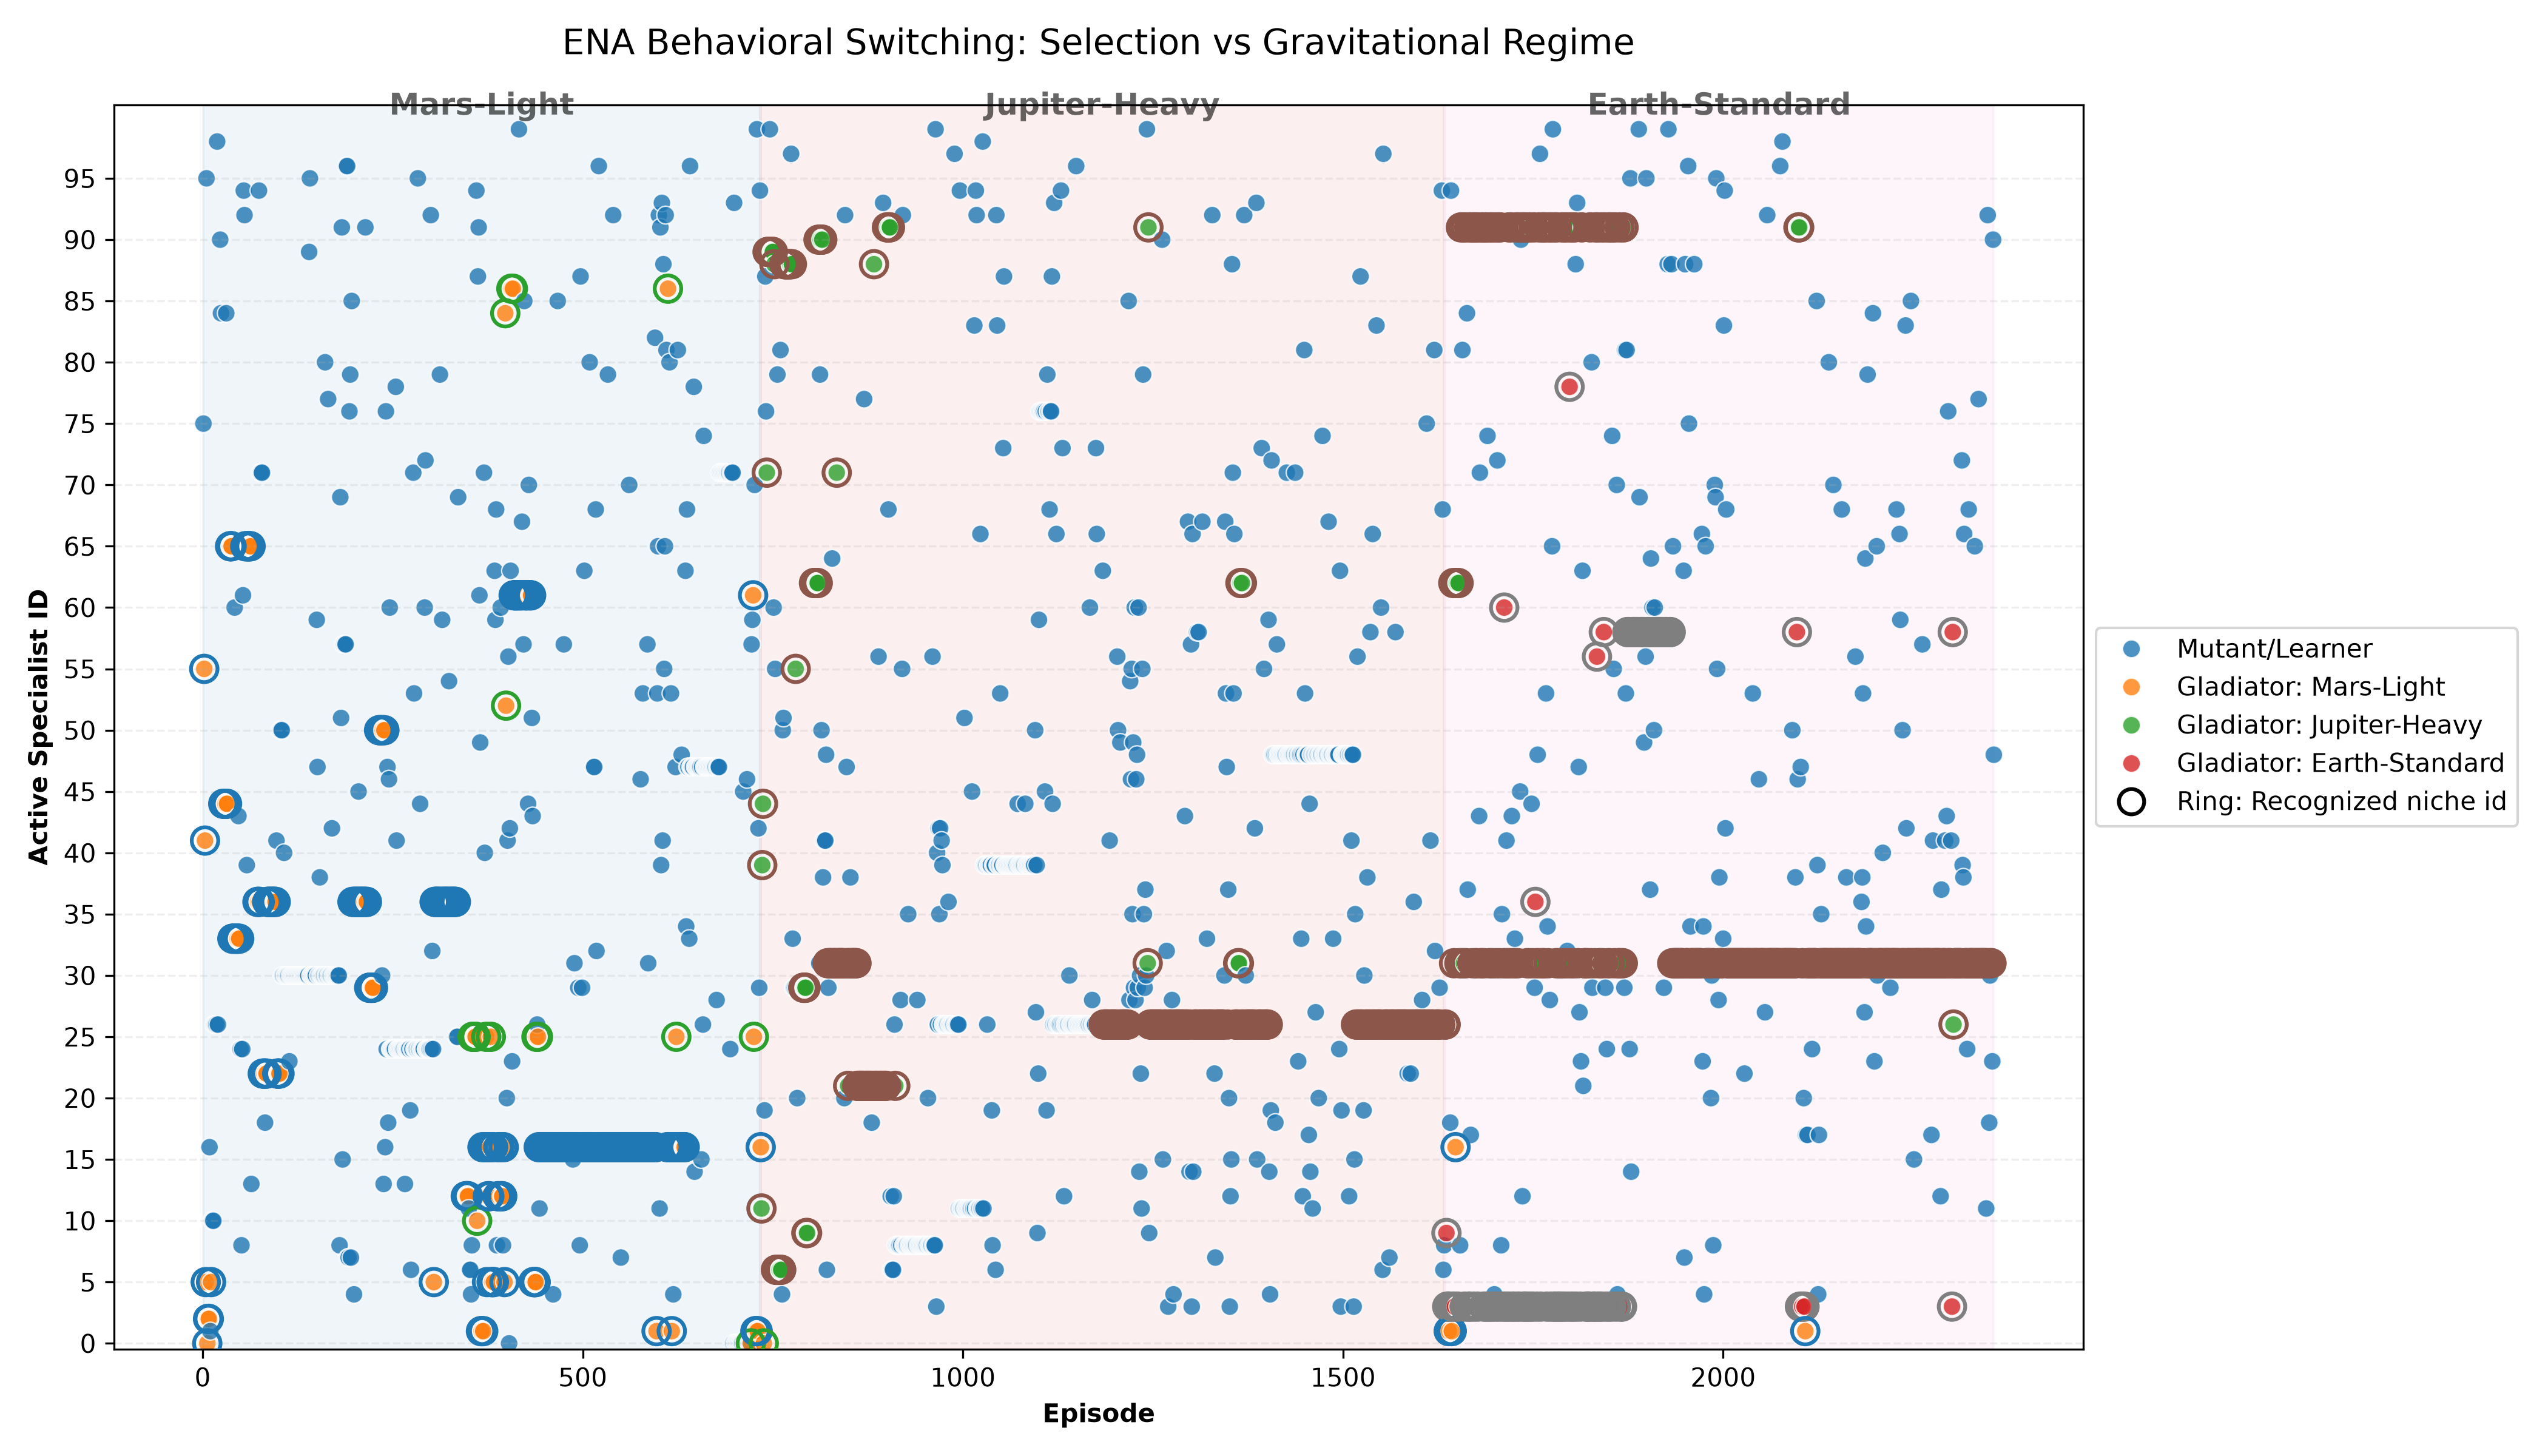 ENA Behavioral Switching: Selection vs Gravitational Regime
Mars-Light
Jupiter-Heavy
Earth-Standard
Active Specialist ID
95
90
85
80
75
70
65
60
55
50
45
40
35
30
25
20
15
10
5
0
0
500
1000
1500
2000
Episode
Mutant/Learner
Gladiator: Mars-Light
Gladiator: Jupiter-Heavy
Gladiator: Earth-Standard
Ring: Recognized niche id